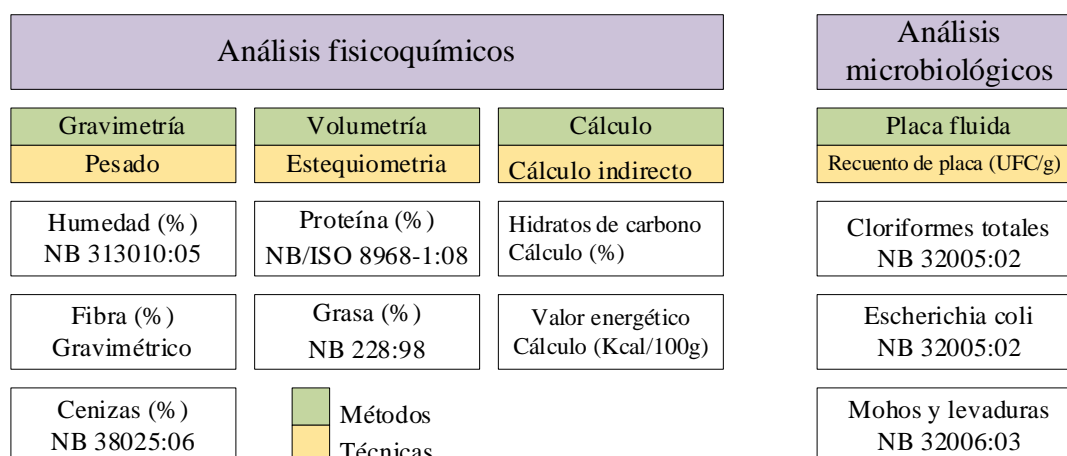 Análisis fisicoquímicos
Gravimetría
Pesado
Humedad (%)
NB 313010:05
Fibra (%)
Gravimétrico
Cenizas (%)
NB 38025:06
Volumetría
Estequiometria
Proteína (%)
NB/ISO 8968-1:08
Grasa (%)
NB 228:98
Cálculo
Cálculo indirecto
Hidratos de carbono
Cálculo (%)
Valor energético
Cálculo (Kcal/100g)
Métodos
Técnicas
Análisis
microbiológicos
Placa fluida
Recuento de placa (UFC/g)
Cloriformes totales
NB 32005:02
Escherichia coli
NB 32005:02
Mohos y levaduras
NB 32006:03